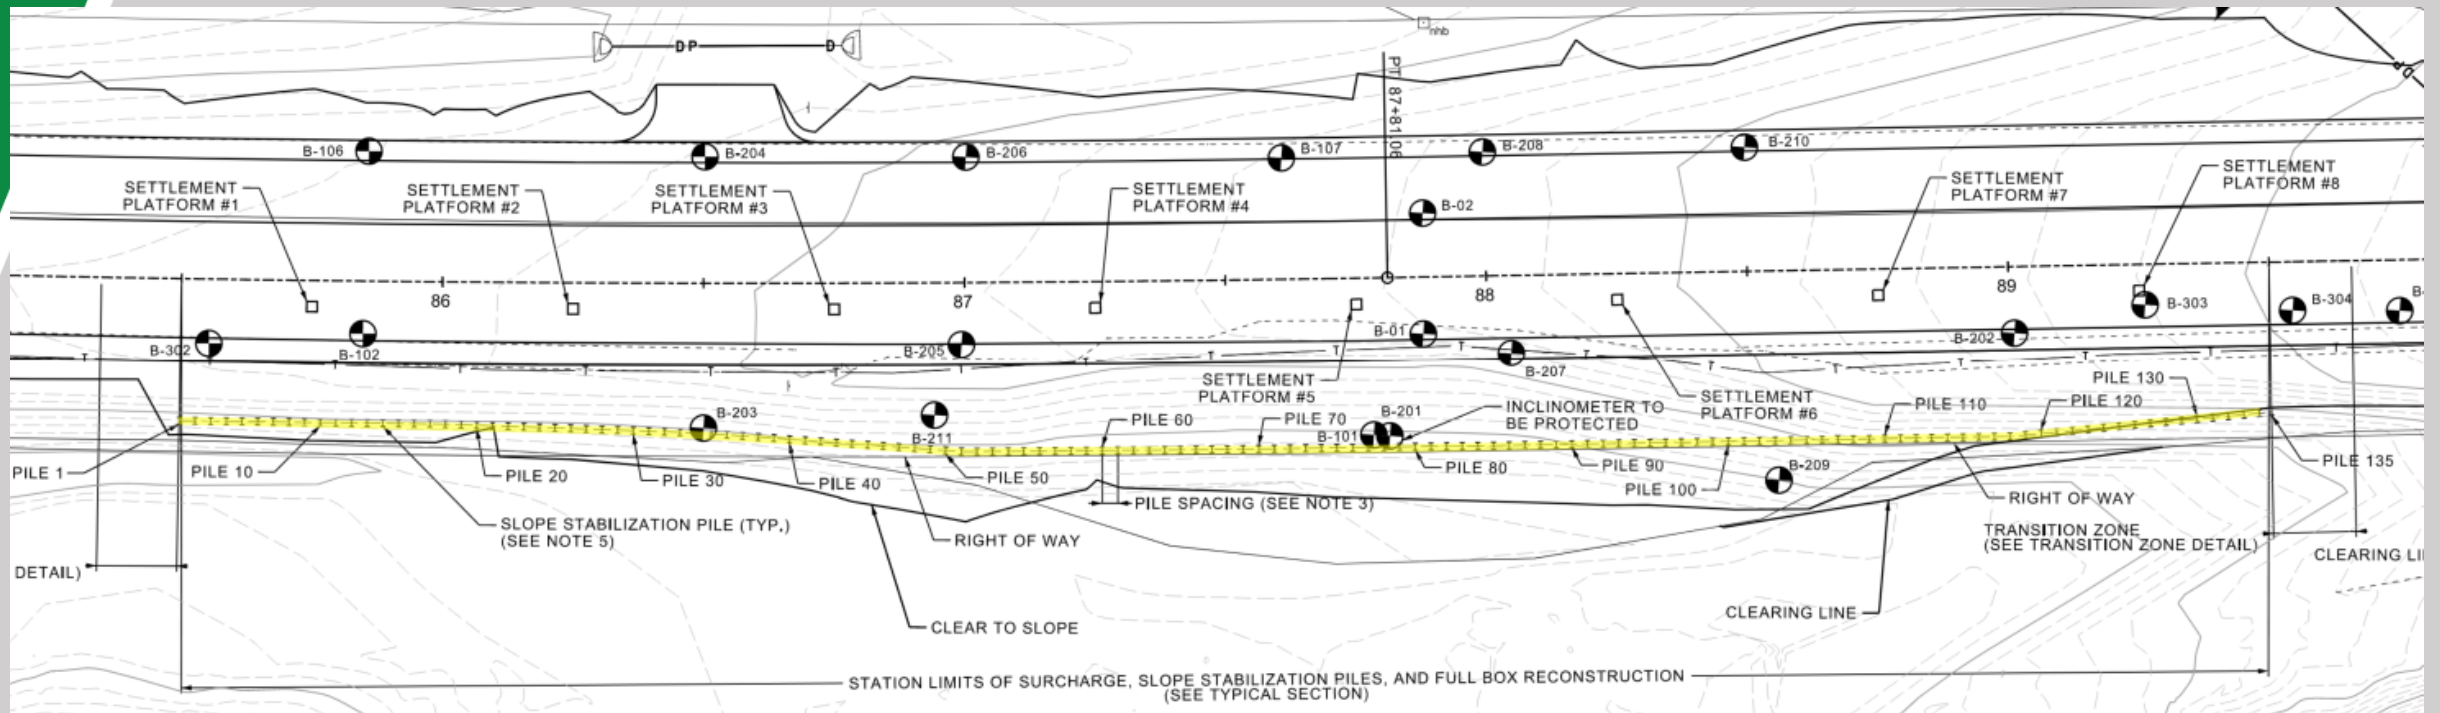 nhb
D P
D
D
PT 87+81.06
B-106
B-204
B-206
B-107
B-208
B-210
SETTLEMENT
PLATFORM #1
SETTLEMENT
PLATFORM #2
SETTLEMENT
PLATFORM #3
SETTLEMENT
PLATFORM #4
B-02
SETTLEMENT
PLATFORM #7
SETTLEMENT
PLATFORM #8
86
87
88
89
B-302
B-102
B-205
B-01
B-207
B-202
B-303
B-304
B-
T T T T T T T T T T T T T T T T T T T
SETTLEMENT
PLATFORM #5
SETTLEMENT
PLATFORM #6
PILE 130
B-203
B-211
PILE 60
PILE 70
B-201
B-101
INCLINOMETER TO
BE PROTECTED
PILE 110
PILE 120
PILE 1
PILE 10
PILE 20
PILE 30
PILE 40
PILE 50
PILE 80
PILE 90
PILE 100
B-209
PILE 135
PILE SPACING (SEE NOTE 3)
RIGHT OF WAY
SLOPE STABILIZATION PILE (TYP.)
(SEE NOTE 5)
RIGHT OF WAY
TRANSITION ZONE
(SEE TRANSITION ZONE DETAIL)
CLEARING LI
DETAIL)
CLEAR TO SLOPE
CLEARING LINE
STATION LIMITS OF SURCHARGE, SLOPE STABILIZATION PILES, AND FULL BOX RECONSTRUCTION
(SEE TYPICAL SECTION)